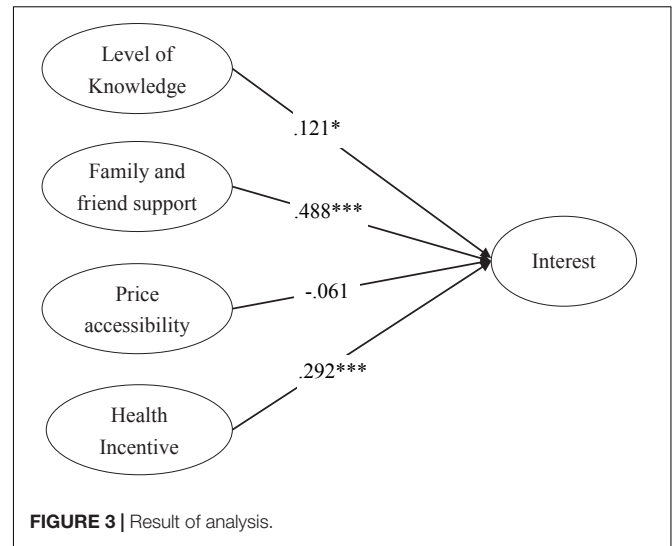 Level of
Knowledge
.121*
Family and
friend support
.488***
Interest
Price
accessibility
-.061
.292***
Health
Incentive
FIGURE 3 | Result of analysis.